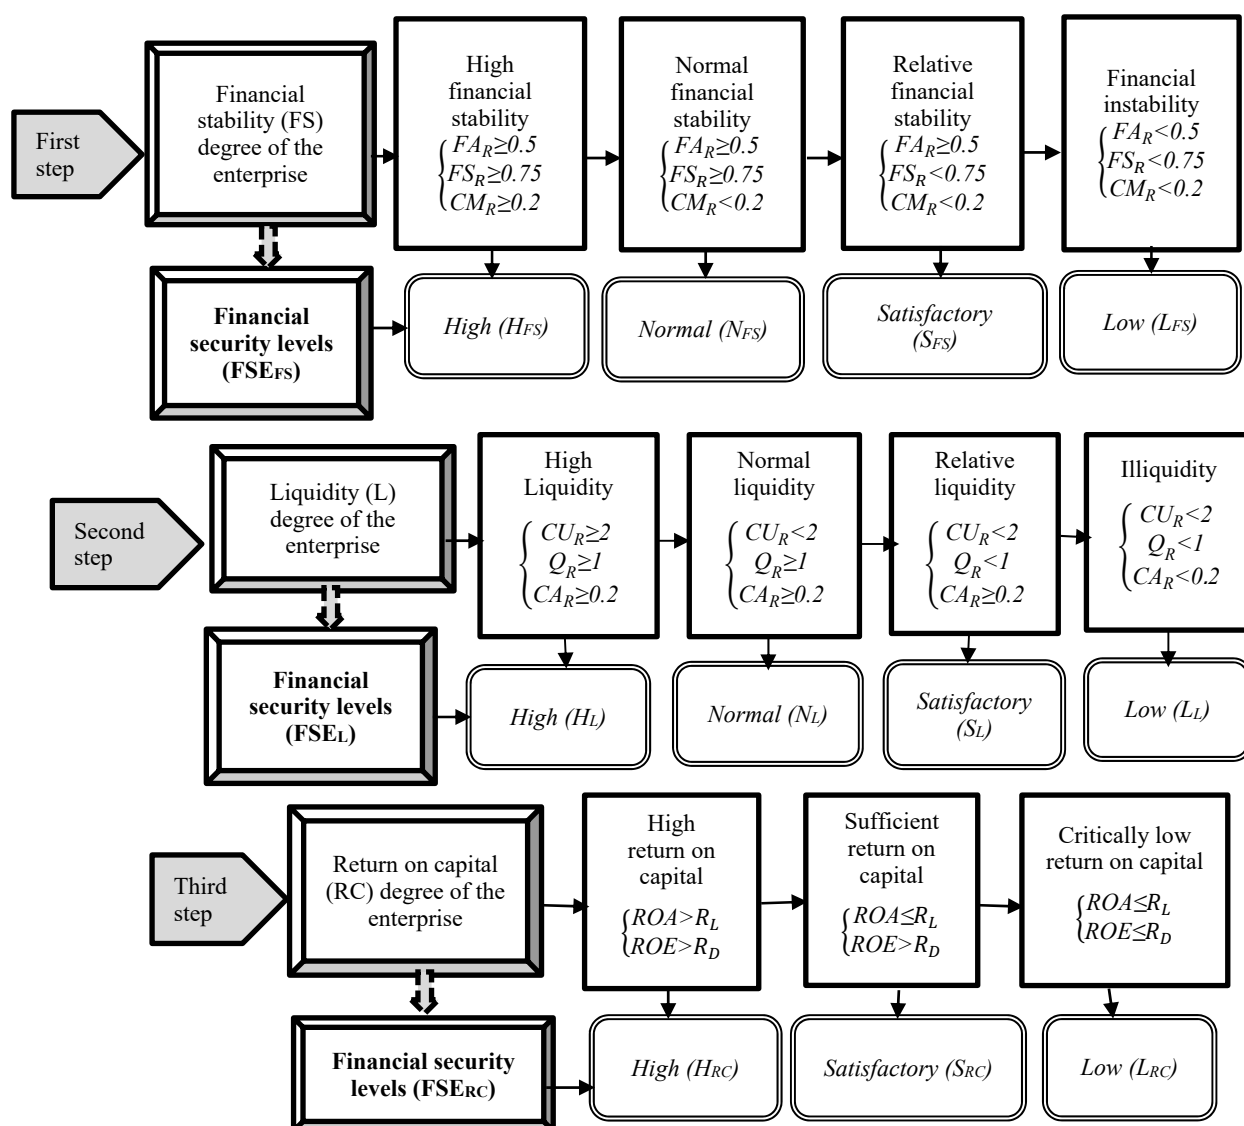 First
step
Financial
stability (FS)
degree of the
enterprise
High
financial
stability
FA_R≥0.5
FS_R≥0.75
CM_R≥0.2
Normal
financial
stability
FA_R≥0.5
FS_R≥0.75
CM_R<0.2
Relative
financial
stability
FA_R≥0.5
FS_R<0.75
CM_R<0.2
Financial
instability
FA_R<0.5
FS_R<0.75
CM_R<0.2
Financial
security levels
(FSE_FS)
High (H_FS)
Normal (N_FS)
Satisfactory
(S_FS)
Low (L_FS)
Second
step
Liquidity (L)
degree of the
enterprise
High
Liquidity
CU_R≥2
Q_R≥1
CA_R≥0.2
Normal
liquidity
CU_R<2
Q_R≥1
CA_R≥0.2
Relative
liquidity
CU_R<2
Q_R<1
CA_R≥0.2
Illiquidity
CU_R<2
Q_R<1
CA_R<0.2
Financial
security levels
(FSE_L)
High (H_L)
Normal (N_L)
Satisfactory
(S_L)
Low (L_L)
Third
step
Return on capital
(RC) degree of the
enterprise
High
return on
capital
ROA>R_L
ROE>R_D
Sufficient
return on
capital
ROA≤R_L
ROE>R_D
Critically low
return on capital
ROA≤R_L
ROE≤R_D
Financial security
levels (FSE_RC)
High (H_RC)
Satisfactory (S_RC)
Low (L_RC)